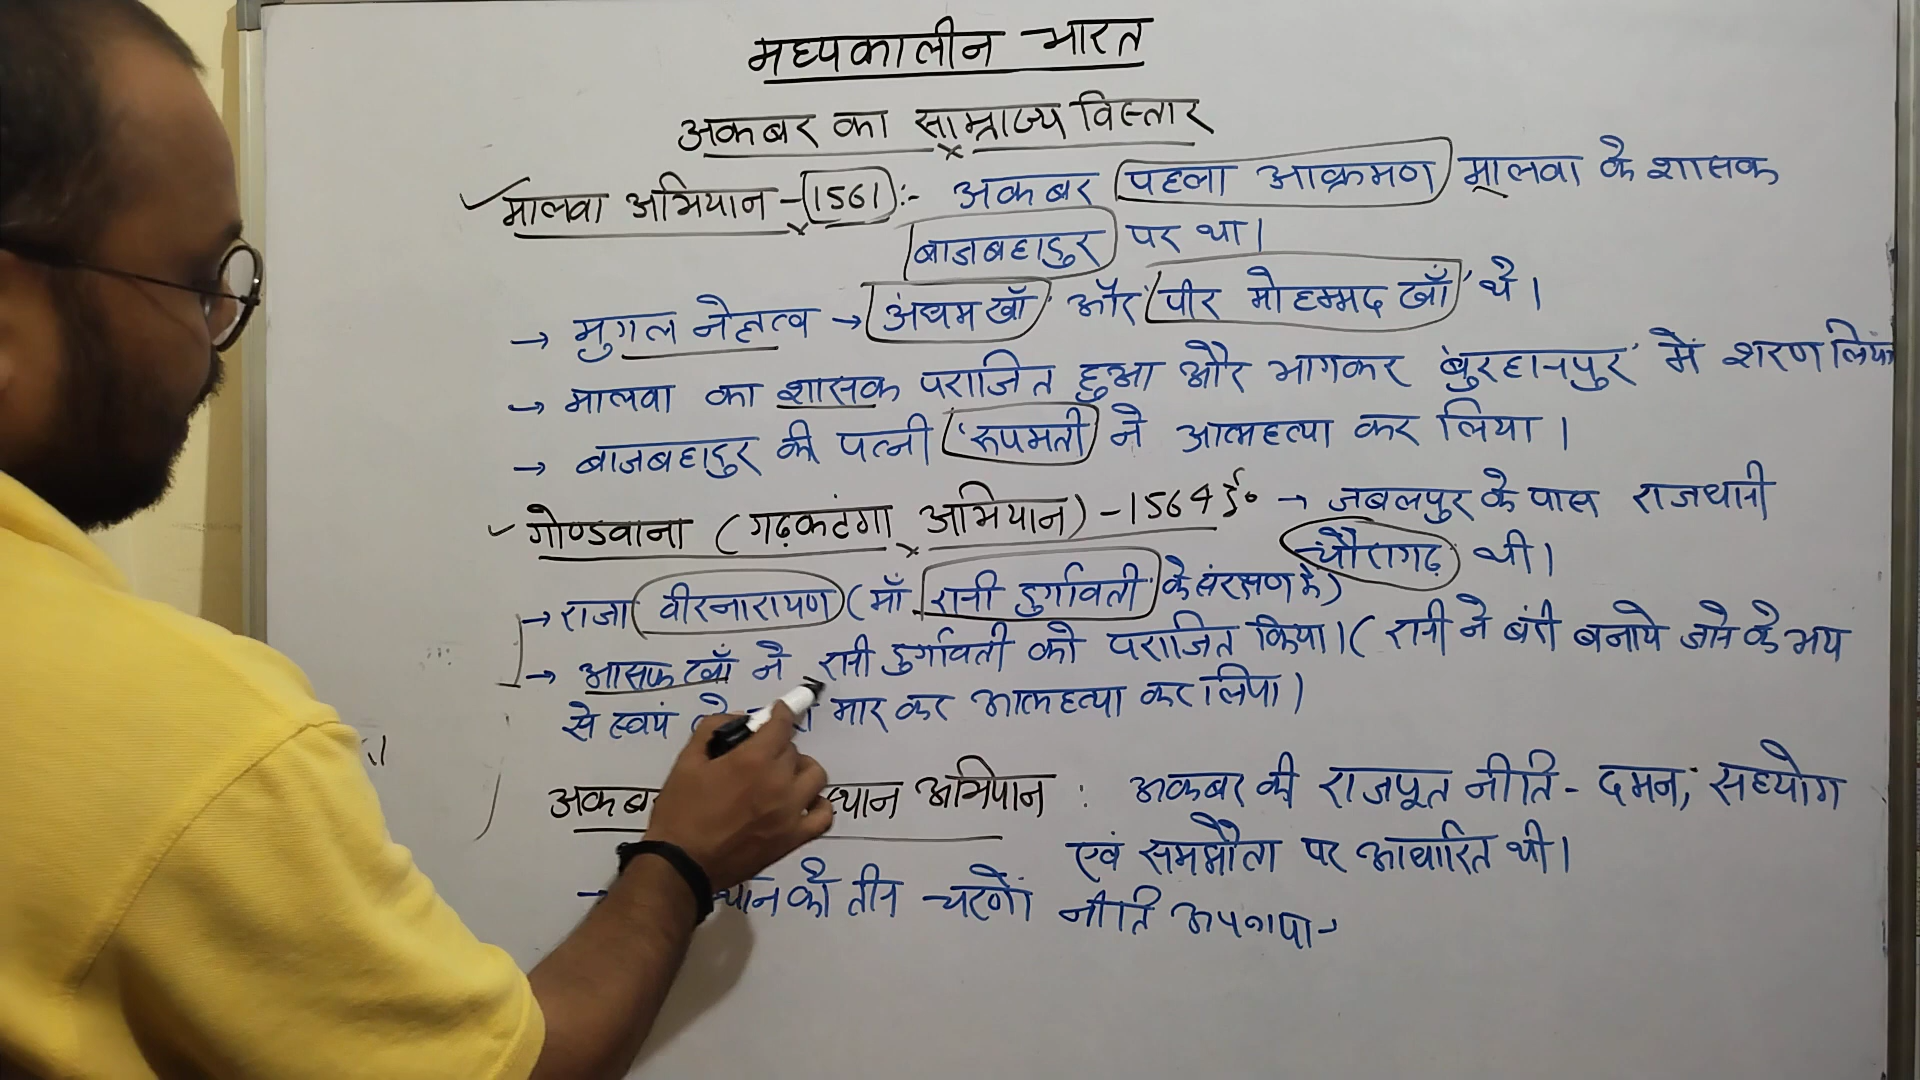 मध्यकालीन भारत
अकबर का साम्राज्य विस्तार
मालवा अभियान - 1561 :- अकबर पहला आक्रमण मालवा के शासक
बाजबहादुर पर था।
→ मुगल नेतृत्व → 'अधम खाँ' और 'पीर मोहम्मद खाँ' थे।
→ मालवा का शासक पराजित हुआ और भागकर 'बुरहानपुर' में शरण लिया
→ बाजबहादुर की पत्नी 'रूपमती' ने आत्महत्या कर लिया।
गोण्डवाना (गढ़कटंगा अभियान) - 1564 ई० → जबलपुर के पास राजधानी
चौरागढ़ थी।
→ राजा वीरनारायण (माँ रानी दुर्गावती के संरक्षण में)
→ आसफ खाँ ने रानी दुर्गावती को पराजित किया। (रानी ने बंदी बनाये जाने के भय
से स्वयं मार कर आत्महत्या कर लिया)
अभियान : अकबर की राजपूत नीति - दमन, सहयोग
एवं समझौता पर आधारित थी।
→ को तीन चरणों नीति अपनाया→